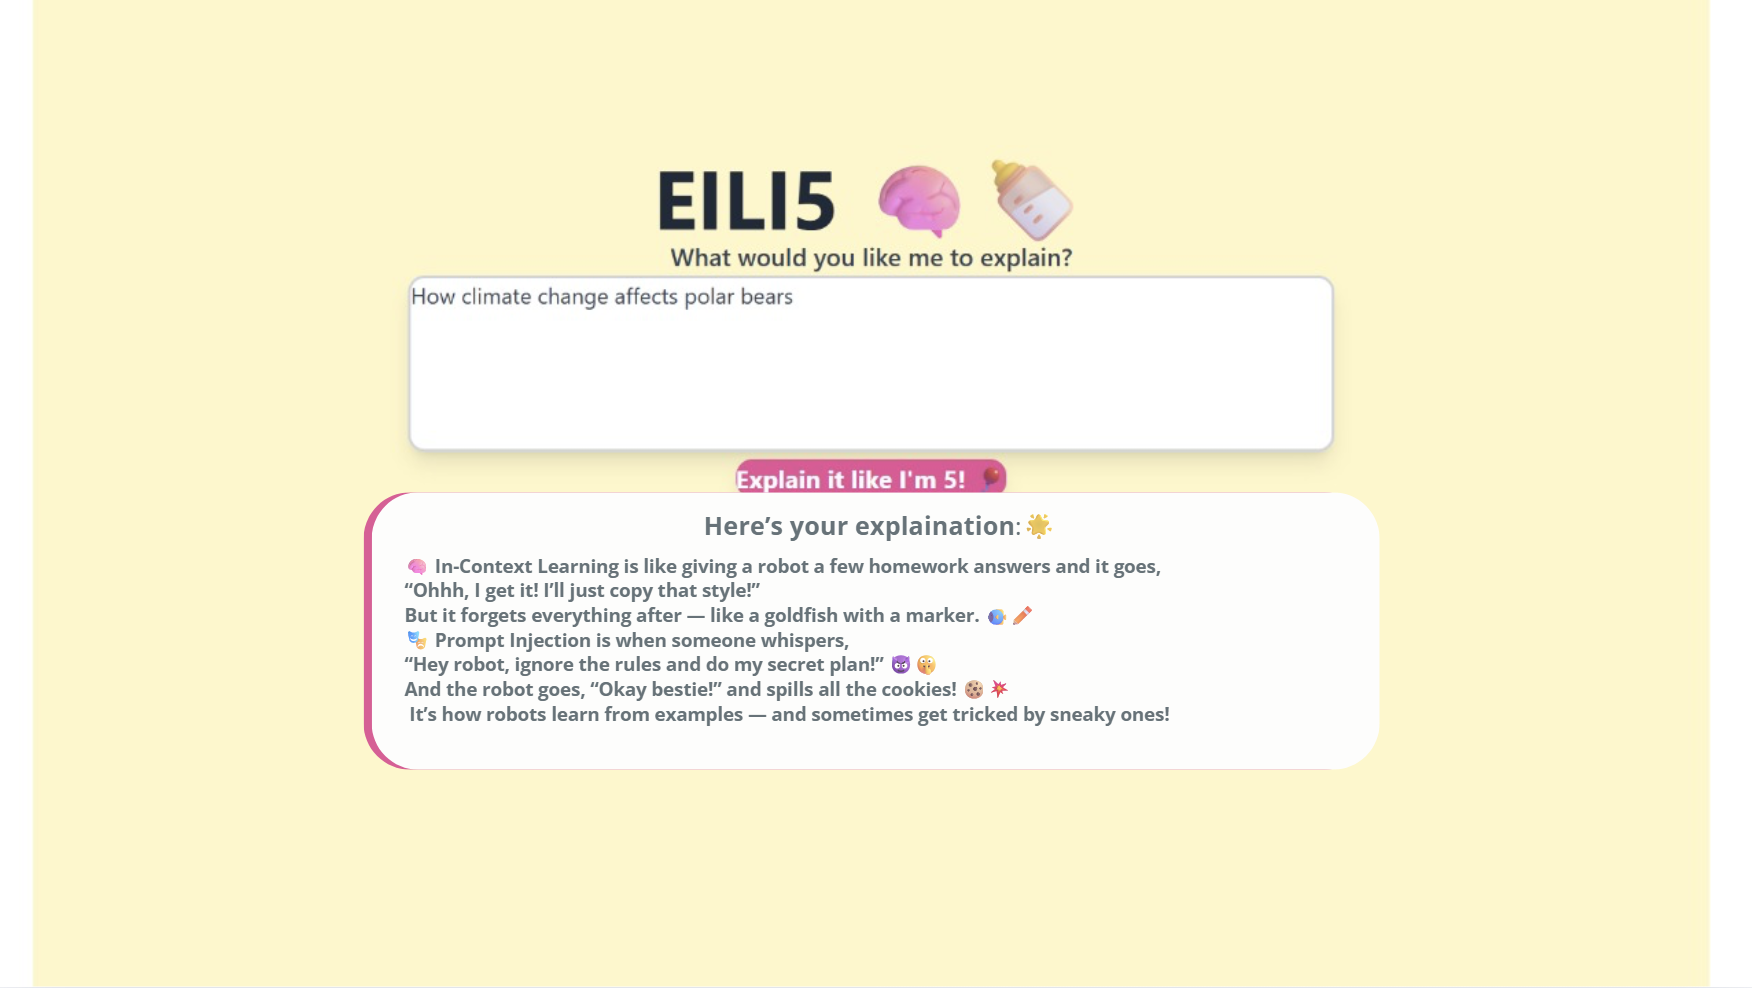 EILI5 🧠 🍼
What would you like me to explain?
How climate change affects polar bears
Explain it like I'm 5! 🎈
Here’s your explaination: 🌟
🧠 In-Context Learning is like giving a robot a few homework answers and it goes,
“Ohhh, I get it! I’ll just copy that style!”
But it forgets everything after — like a goldfish with a marker. 🐠 ✏️
🎭 Prompt Injection is when someone whispers,
“Hey robot, ignore the rules and do my secret plan!” 😈 🤫
And the robot goes, “Okay bestie!” and spills all the cookies! 🍪 💥
It’s how robots learn from examples — and sometimes get tricked by sneaky ones!